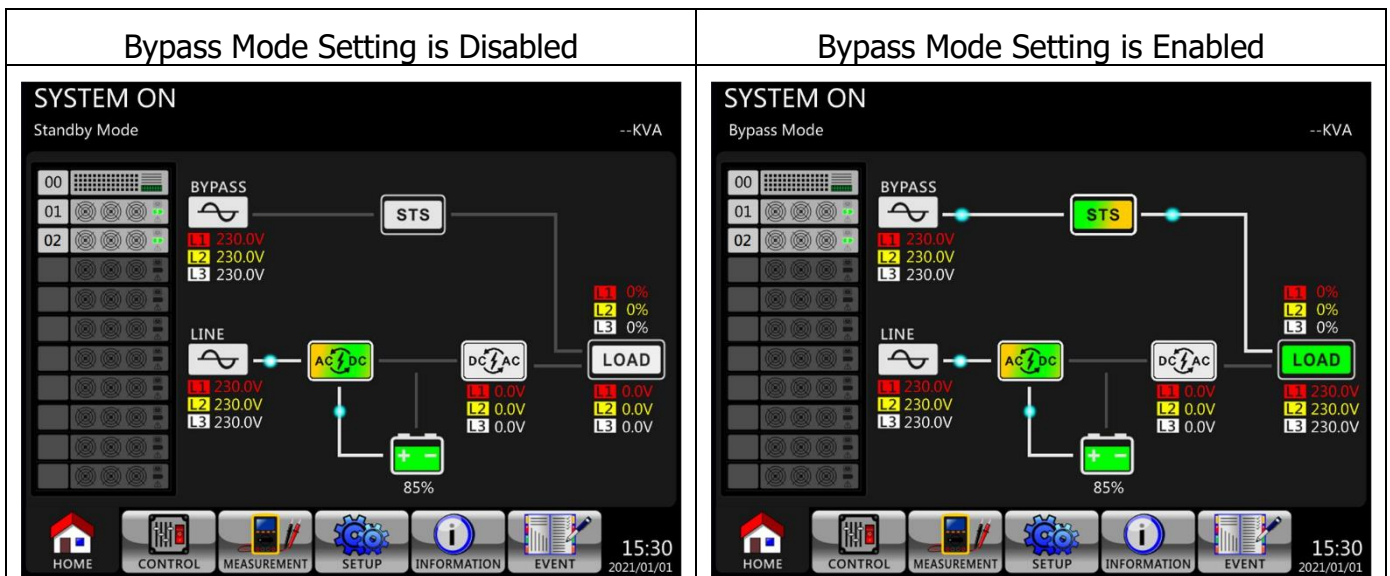 Bypass Mode Setting is Disabled
SYSTEM ON
Standby Mode --KVA
00
01
02
BYPASS
STS
L1 230.0V
L2 230.0V
L3 230.0V
L1 0%
L2 0%
L3 0%
LINE
AC DC
DC AC
LOAD
L1 230.0V
L2 230.0V
L3 230.0V
L1 0.0V
L2 0.0V
L3 0.0V
L1 0.0V
L2 0.0V
L3 0.0V
+ -
85%
HOME CONTROL MEASUREMENT SETUP INFORMATION EVENT
15:30
2021/01/01
Bypass Mode Setting is Enabled
SYSTEM ON
Bypass Mode --KVA
00
01
02
BYPASS
STS
L1 230.0V
L2 230.0V
L3 230.0V
L1 0%
L2 0%
L3 0%
LINE
AC DC
DC AC
LOAD
L1 230.0V
L2 230.0V
L3 230.0V
L1 0.0V
L2 0.0V
L3 0.0V
L1 230.0V
L2 230.0V
L3 230.0V
+ -
85%
HOME CONTROL MEASUREMENT SETUP INFORMATION EVENT
15:30
2021/01/01